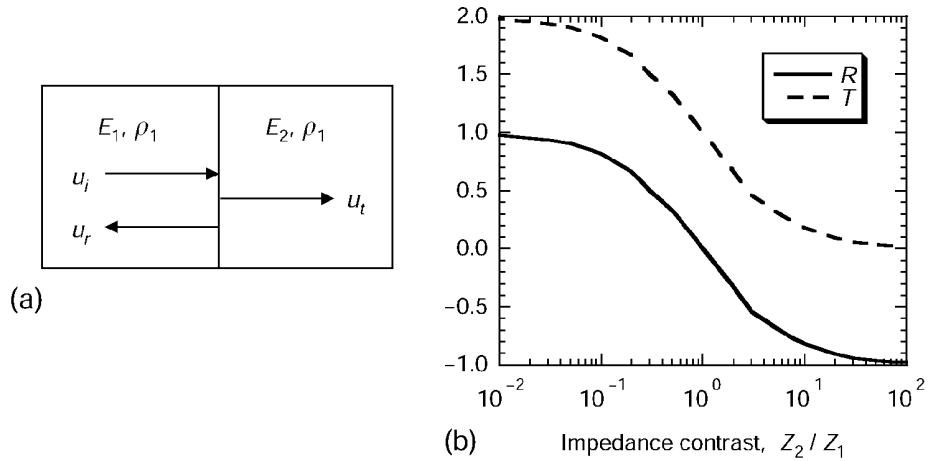 E₁, ρ₁
E₂, ρ₁
uᵢ
uₜ
uᵣ
(a)
2.0
1.5
1.0
0.5
0.0
−0.5
−1.0
R
T
10⁻²
10⁻¹
10⁰
10¹
10²
(b)
Impedance contrast, Z₂ / Z₁